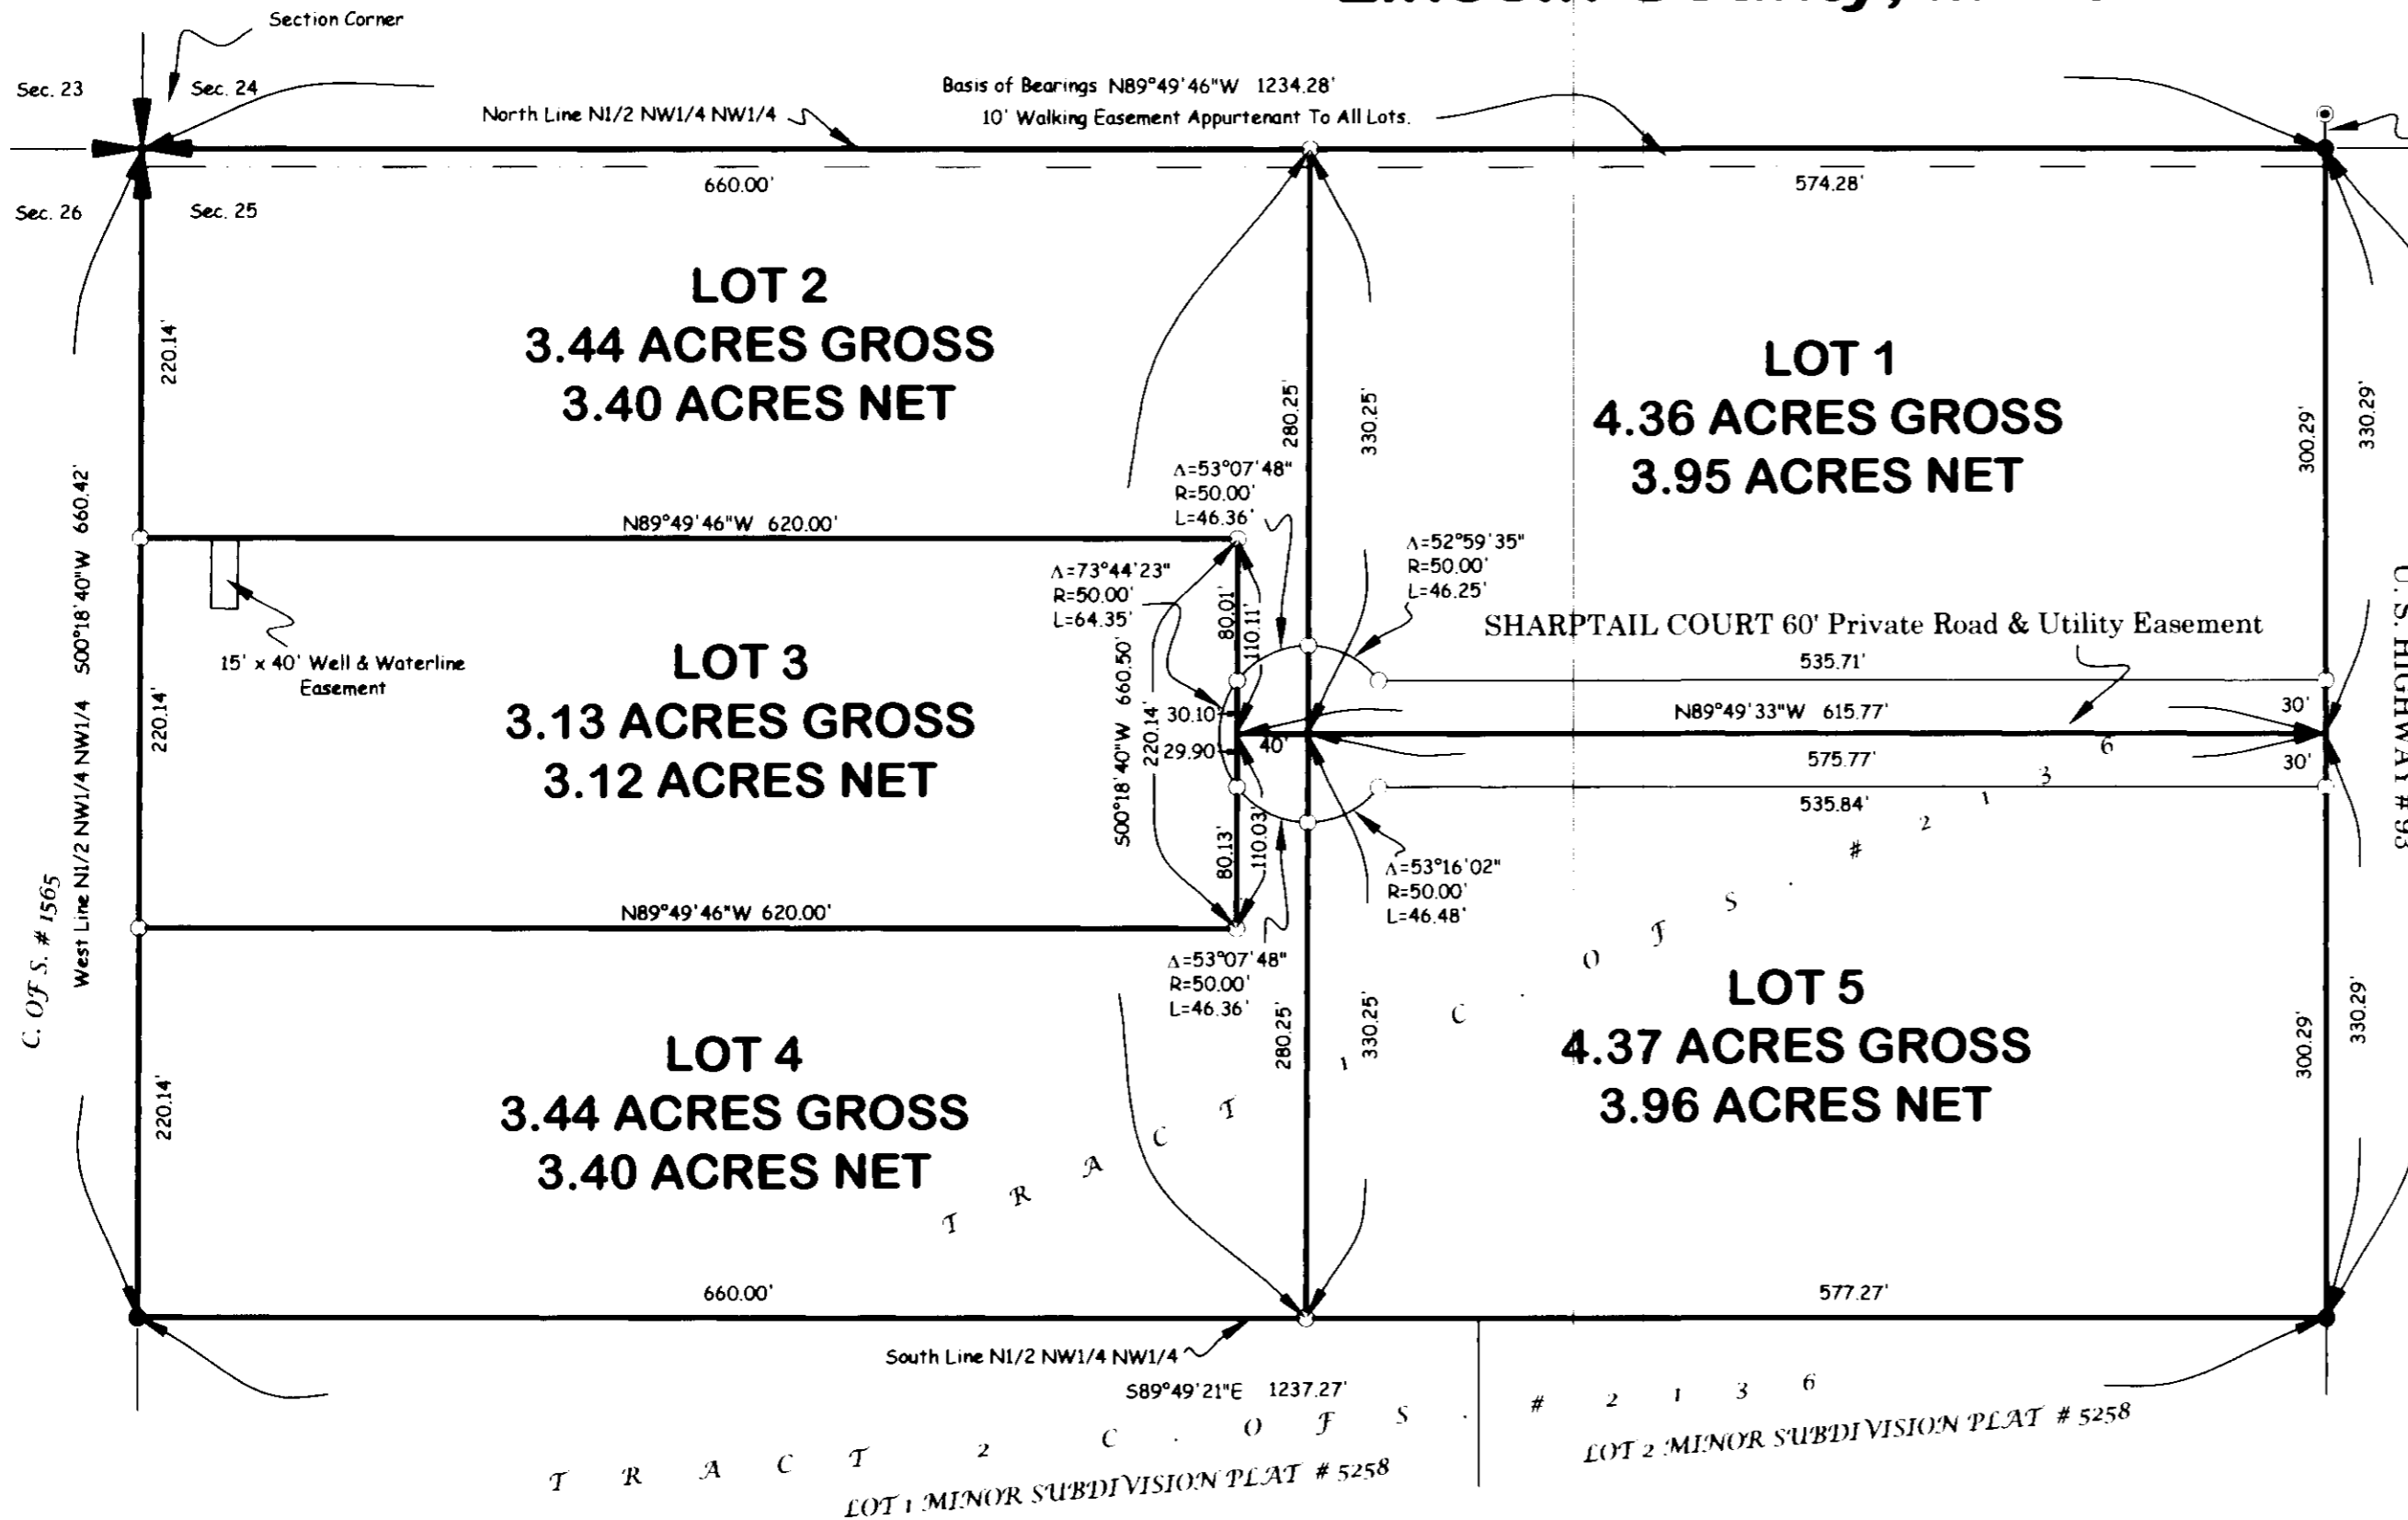 Section Corner
Sec. 23
Sec. 24
Basis of Bearings N89°49'46"W 1234.28'
North Line N1/2 NW1/4 NW1/4
10' Walking Easement Appurtenant To All Lots.
660.00'
574.28'
Sec. 26
Sec. 25
LOT 2
3.44 ACRES GROSS
3.40 ACRES NET
LOT 1
4.36 ACRES GROSS
3.95 ACRES NET
220.14'
280.25'
330.25'
300.29'
330.29'
Δ=53°07'48"
R=50.00'
L=46.36'
N89°49'46"W 620.00'
Δ=52°59'35"
R=50.00'
L=46.25'
Δ=73°44'23"
R=50.00'
L=64.35'
80.01'
110.11'
SHARPTAIL COURT 60' Private Road & Utility Easement
535.71'
15' x 40' Well & Waterline
Easement
LOT 3
3.13 ACRES GROSS
3.12 ACRES NET
West Line N1/2 NW1/4 NW1/4 S00°18'40"W 660.42'
220.14'
S00°18'40"W 660.50'
220.14'
30.10'
29.90'
40'
N89°49'33"W 615.77'
575.77'
30'
30'
535.84'
U. S. HIGHWAY # 93
80.13'
110.03'
Δ=53°16'02"
R=50.00'
L=46.48'
N89°49'46"W 620.00'
Δ=53°07'48"
R=50.00'
L=46.36'
C. OF S. # 1565
LOT 4
3.44 ACRES GROSS
3.40 ACRES NET
LOT 5
4.37 ACRES GROSS
3.96 ACRES NET
220.14'
280.25'
330.25'
300.29'
330.29'
TRACT 1 C. OF S. # 2136
660.00'
577.27'
South Line N1/2 NW1/4 NW1/4
S89°49'21"E 1237.27'
TRACT 2 C. OF S. # 2136
LOT 1 MINOR SUBDIVISION PLAT # 5258
LOT 2 MINOR SUBDIVISION PLAT # 5258